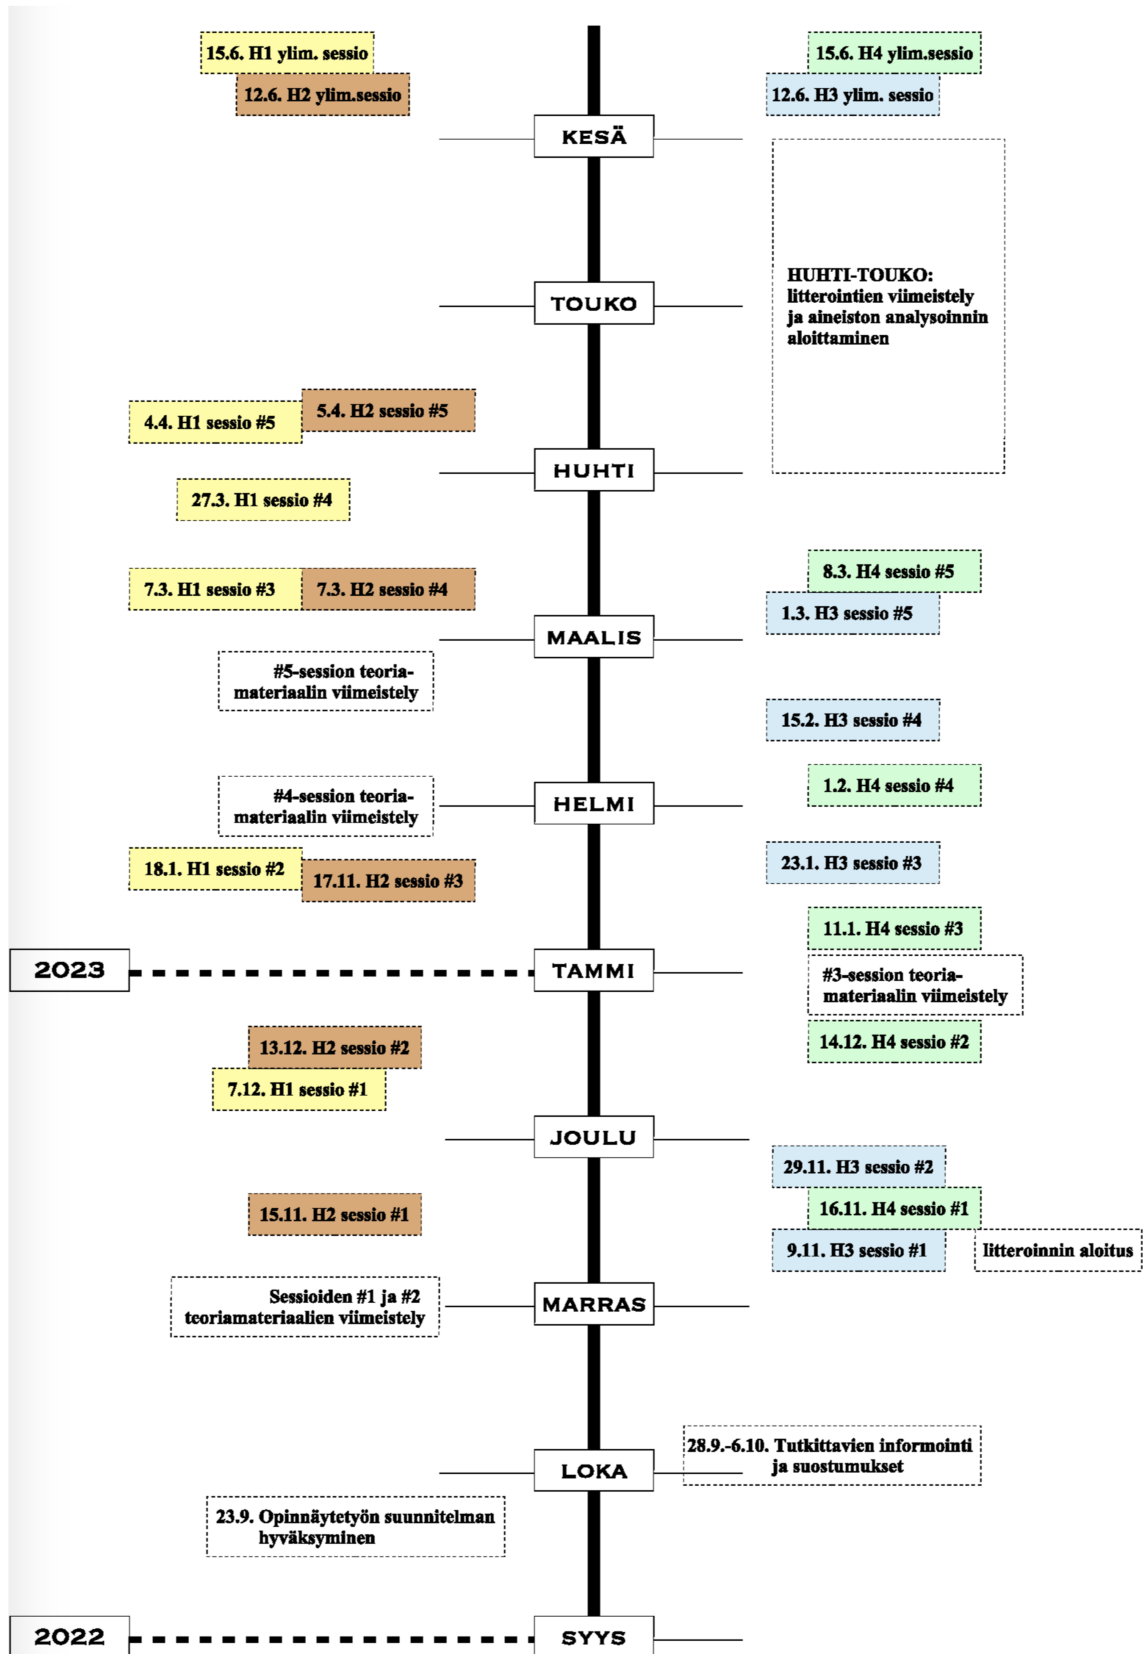 15.6. H1 ylim. sessio
15.6. H4 ylim.sessio
12.6. H2 ylim.sessio
12.6. H3 ylim. sessio
KESÄ
HUHTI-TOUKO:
litterointien viimeistely
ja aineiston analysoinnin
aloittaminen
TOUKO
5.4. H2 sessio #5
4.4. H1 sessio #5
HUHTI
27.3. H1 sessio #4
8.3. H4 sessio #5
7.3. H1 sessio #3
7.3. H2 sessio #4
1.3. H3 sessio #5
MAALIS
#5-session teoria-
materiaalin viimeistely
15.2. H3 sessio #4
1.2. H4 sessio #4
#4-session teoria-
materiaalin viimeistely
HELMI
18.1. H1 sessio #2
17.11. H2 sessio #3
23.1. H3 sessio #3
11.1. H4 sessio #3
2023
TAMMI
#3-session teoria-
materiaalin viimeistely
13.12. H2 sessio #2
14.12. H4 sessio #2
7.12. H1 sessio #1
JOULU
29.11. H3 sessio #2
15.11. H2 sessio #1
16.11. H4 sessio #1
9.11. H3 sessio #1
litteroinnin aloitus
Sessioiden #1 ja #2
teoriamateriaalien viimeistely
MARRAS
28.9.-6.10. Tutkittavien informointi
ja suostumukset
LOKA
23.9. Opinnäytetyön suunnitelman
hyväksyminen
2022
SYYS